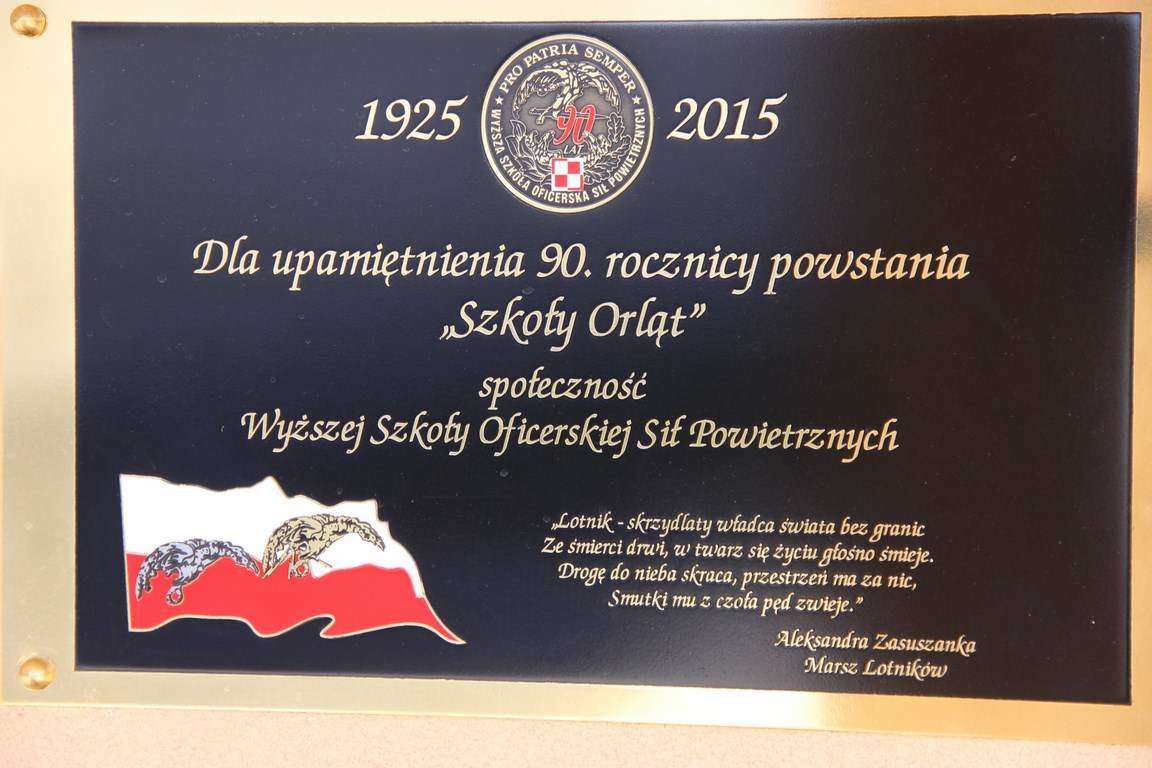 1925 2015
PRO PATRIA SEMPER
90
LAT
WYŻSZA SZKOŁA OFICERSKA SIŁ POWIETRZNYCH
Dla upamiętnienia 90. rocznicy powstania
„Szkoły Orląt”
społeczność
Wyższej Szkoły Oficerskiej Sił Powietrznych
„Lotnik - skrzydlaty władca świata bez granic
Ze śmierci drwi, w twarz się życiu głośno śmieje.
Drogę do nieba skraca, przestrzeń ma za nic,
Smutki mu z czoła pęd zwieje.”
Aleksandra Zasuszanka
Marsz Lotników